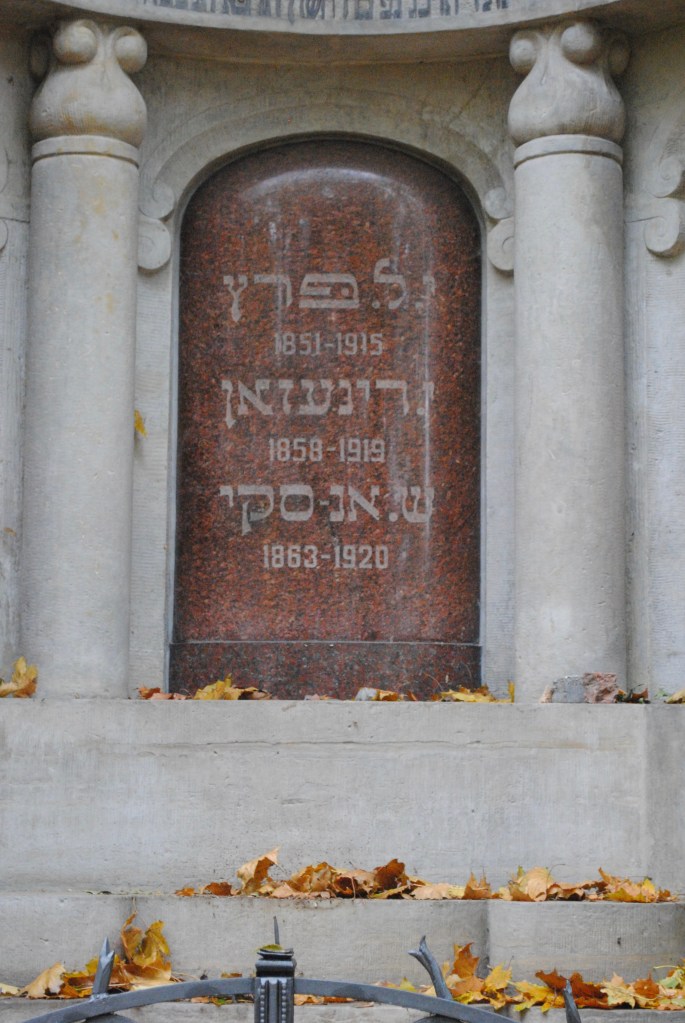 י. ל. פרץ
1851-1915
י. דינעזאן
1858-1919
ש. אנ-סקי
1863-1920